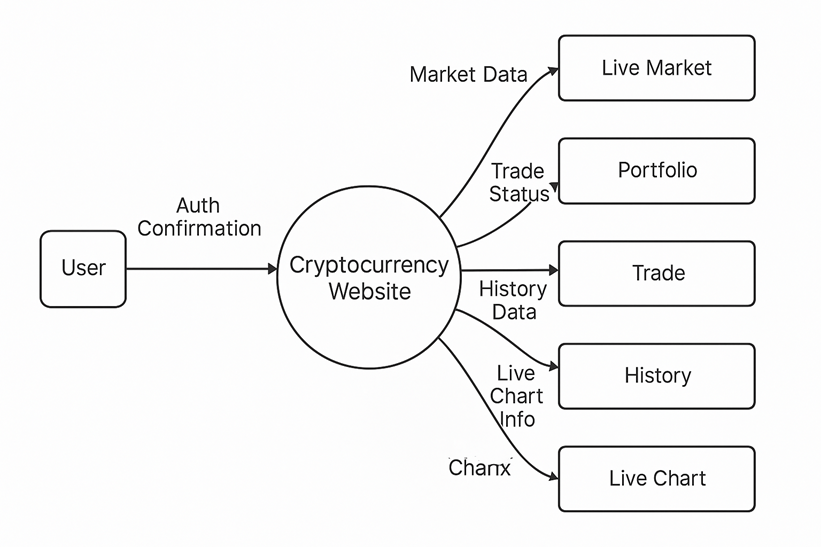 Market Data
Live Market
Trade
Status
Portfolio
Auth
Confirmation
User
Cryptocurrency
Website
Trade
History
Data
Live
Chart
Info
History
Live Chart